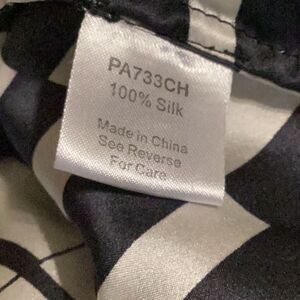 PA733CH
100% Silk
Made in China
See Reverse
For Care